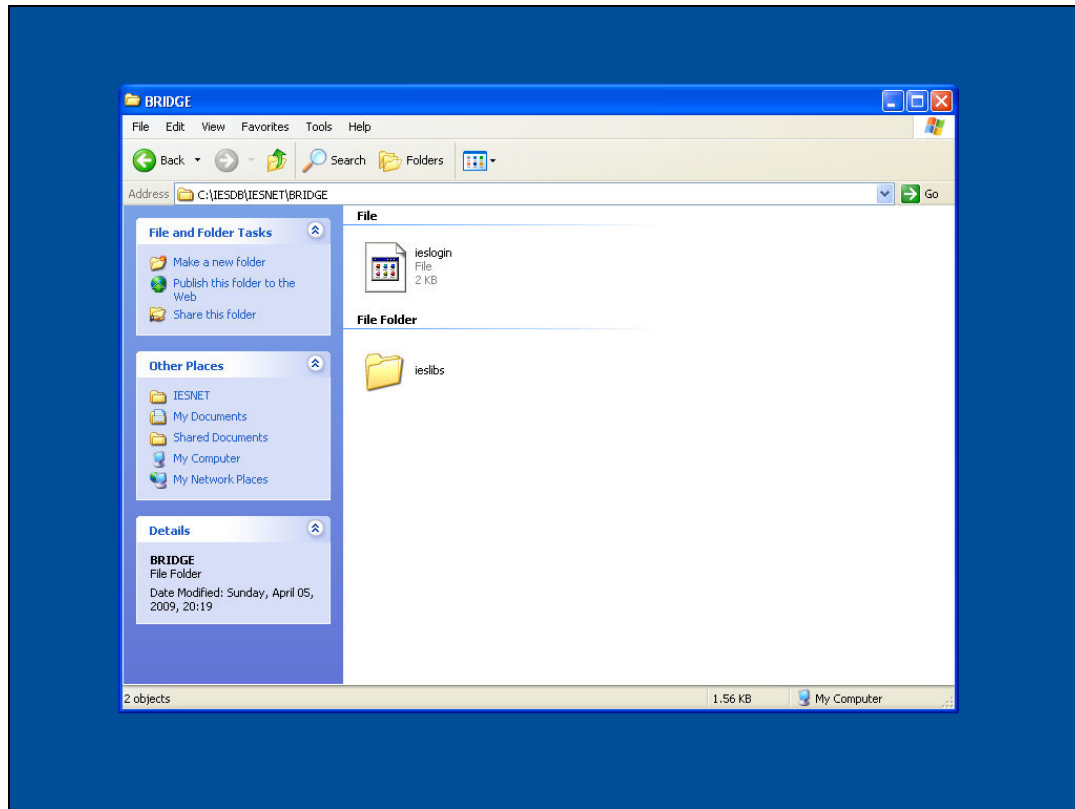 BRIDGE
File Edit View Favorites Tools Help
Back Search Folders
Address C:\IESDB\IESNET\BRIDGE Go
File and Folder Tasks
Make a new folder
Publish this folder to the
Web
Share this folder
Other Places
IESNET
My Documents
Shared Documents
My Computer
My Network Places
Details
BRIDGE
File Folder
Date Modified: Sunday, April 05,
2009, 20:19
File
ieslogin
File
2 KB
File Folder
ieslibs
2 objects 1.56 KB My Computer